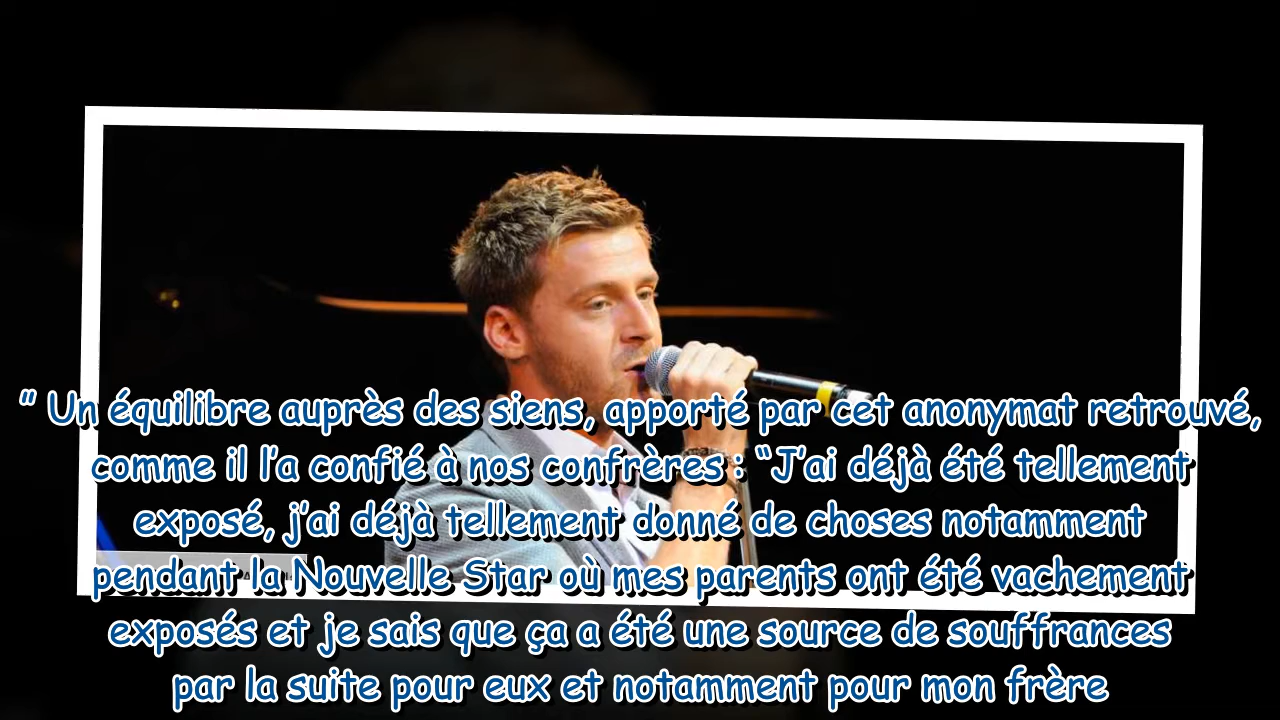 ” Un équilibre auprès des siens, apporté par cet anonymat retrouvé,
comme il l’a confié à nos confrères : “J’ai déjà été tellement
exposé, j’ai déjà tellement donné de choses notamment
pendant la Nouvelle Star où mes parents ont été vachement
exposés et je sais que ça a été une source de souffrances
par la suite pour eux et notamment pour mon frère